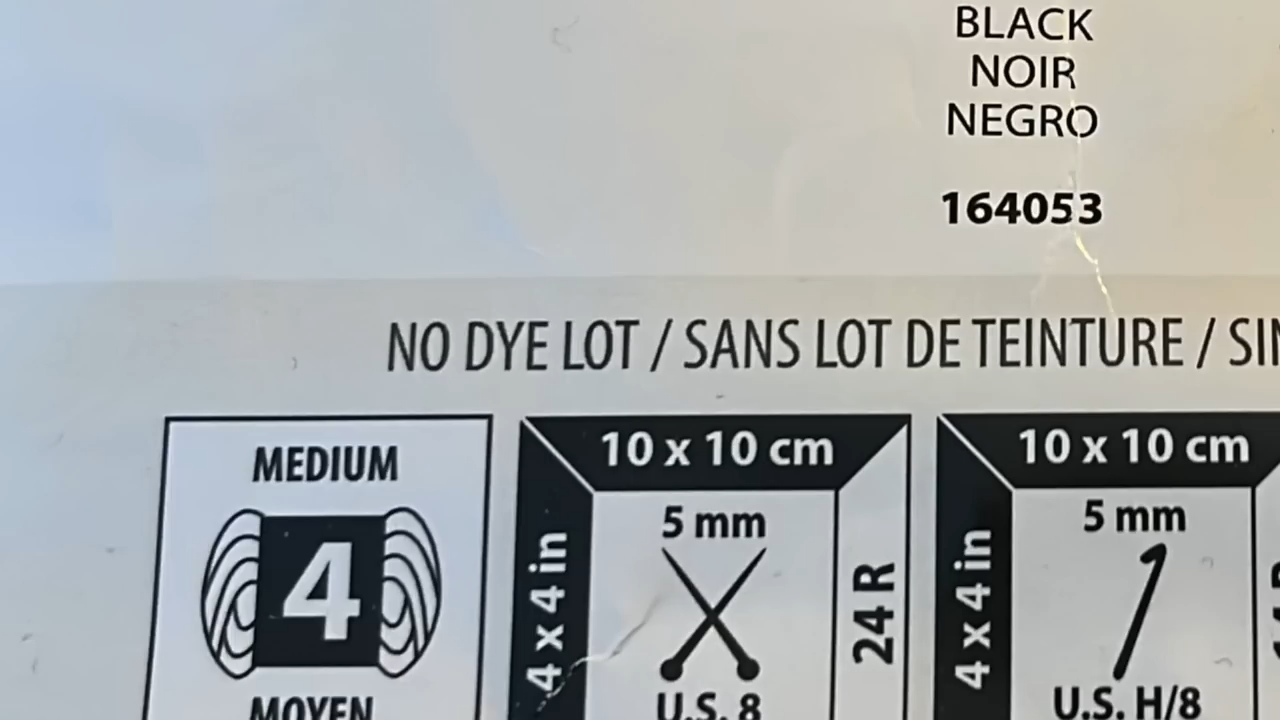 BLACK
NOIR
NEGRO
164053
NO DYE LOT / SANS LOT DE TEINTURE /
MEDIUM
4
MOYEN
10 x 10 cm
4 x 4 in
5 mm
24 R
U.S. 8
10 x 10 cm
4 x 4 in
5 mm
U.S. H/8